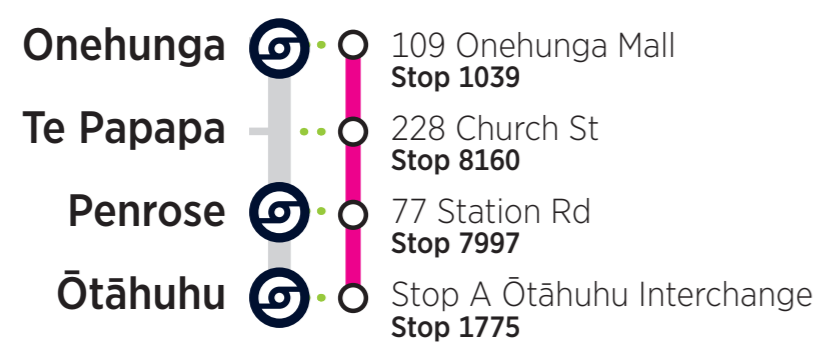 Onehunga
109 Onehunga Mall
Stop 1039
Te Papapa
228 Church St
Stop 8160
Penrose
77 Station Rd
Stop 7997
Ōtāhuhu
Stop A Ōtāhuhu Interchange
Stop 1775